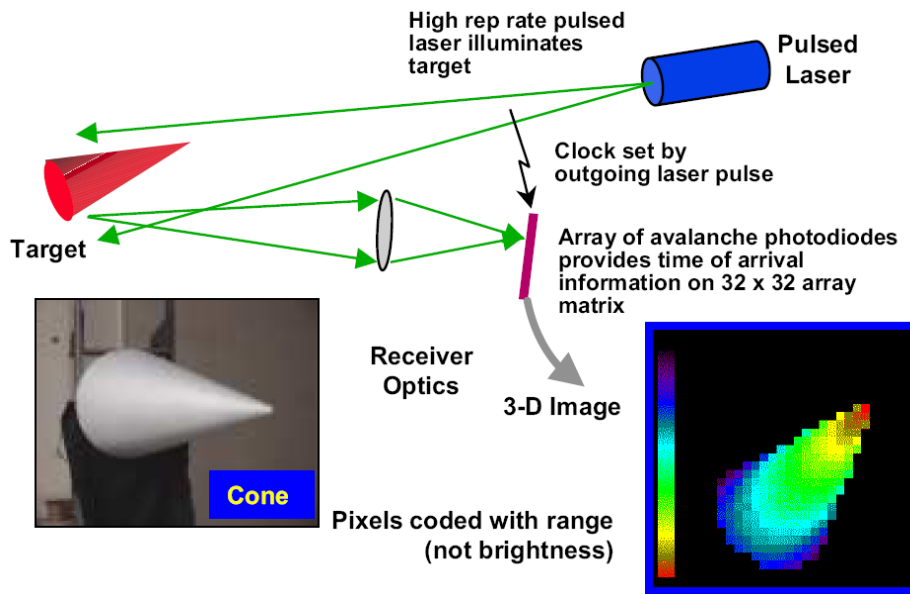 High rep rate pulsed
laser illuminates
target
Pulsed
Laser
Clock set by
outgoing laser pulse
Target
Array of avalanche photodiodes
provides time of arrival
information on 32 x 32 array
matrix
Receiver
Optics
3-D Image
Cone
Pixels coded with range
(not brightness)